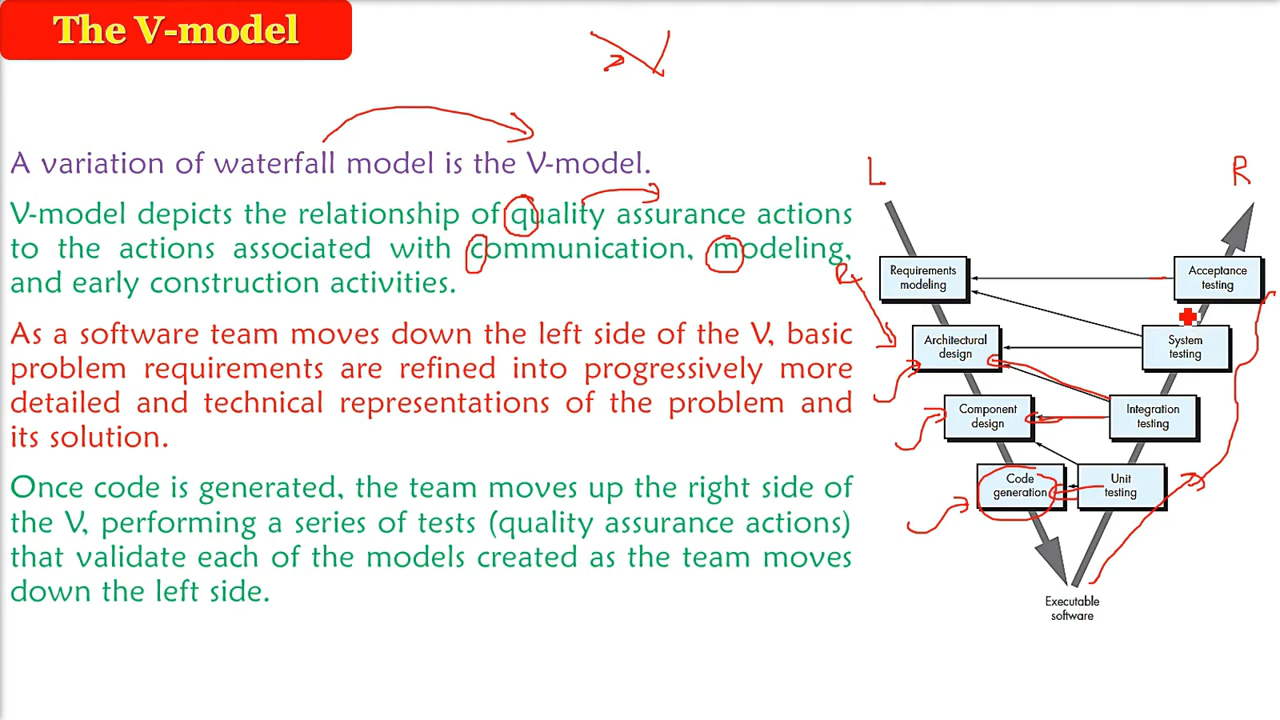 The V-model
V
A variation of waterfall model is the V-model.
V-model depicts the relationship of quality assurance actions
to the actions associated with communication, modeling,
and early construction activities.
As a software team moves down the left side of the V, basic
problem requirements are refined into progressively more
detailed and technical representations of the problem and
its solution.
Once code is generated, the team moves up the right side of
the V, performing a series of tests (quality assurance actions)
that validate each of the models created as the team moves
down the left side.
L
R
Requirements
modeling
Acceptance
testing
R
Architectural
design
System
testing
Component
design
Integration
testing
Code
generation
Unit
testing
Executable
software